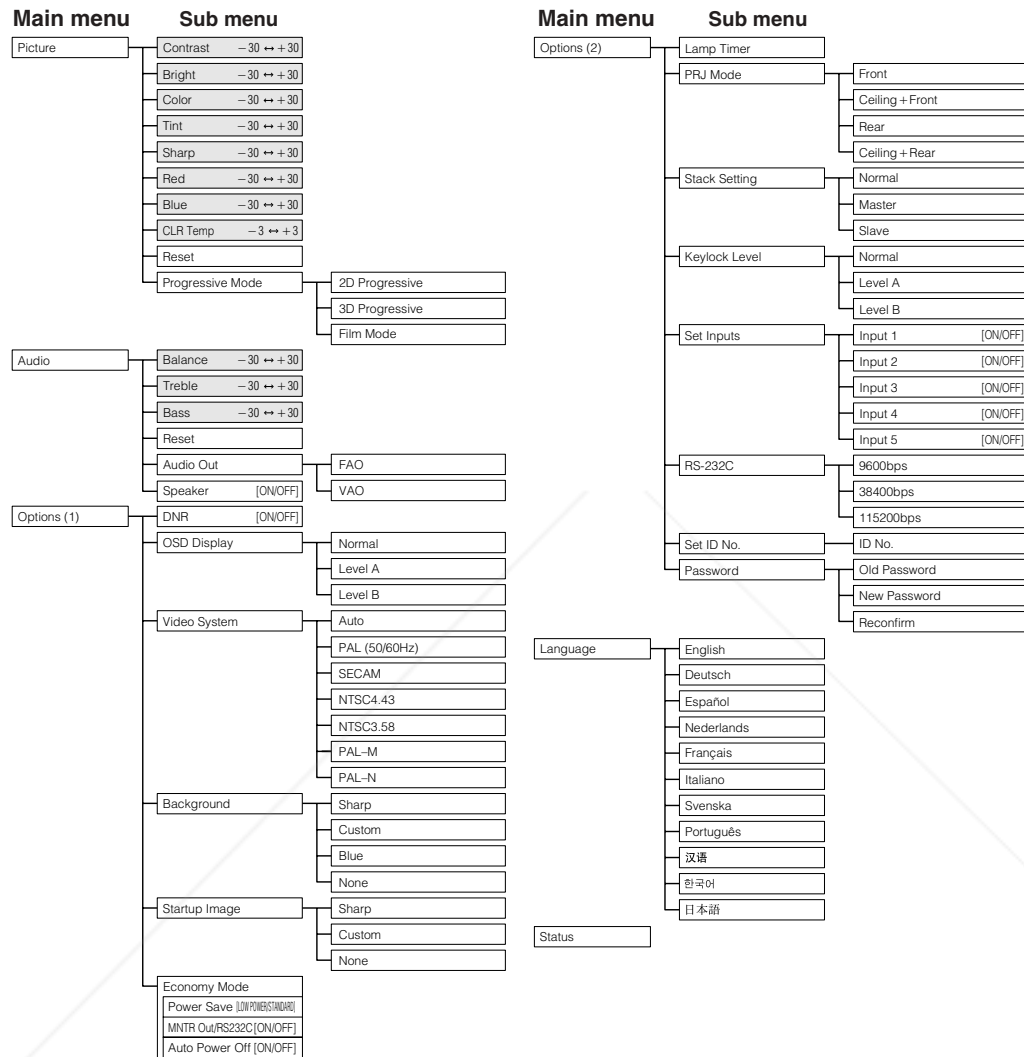 Main menu
Sub menu
Picture
Contrast −30 ↔ +30
Bright −30 ↔ +30
Color −30 ↔ +30
Tint −30 ↔ +30
Sharp −30 ↔ +30
Red −30 ↔ +30
Blue −30 ↔ +30
CLR Temp −3 ↔ +3
Reset
Progressive Mode
2D Progressive
3D Progressive
Film Mode
Audio
Balance −30 ↔ +30
Treble −30 ↔ +30
Bass −30 ↔ +30
Reset
Audio Out
FAO
VAO
Speaker [ON/OFF]
Options (1)
DNR [ON/OFF]
OSD Display
Normal
Level A
Level B
Video System
Auto
PAL (50/60Hz)
SECAM
NTSC4.43
NTSC3.58
PAL–M
PAL–N
Background
Sharp
Custom
Blue
None
Startup Image
Sharp
Custom
None
Economy Mode
Power Save [LOW POWER/STANDARD]
MNTR Out/RS232C [ON/OFF]
Auto Power Off [ON/OFF]
Main menu
Sub menu
Options (2)
Lamp Timer
PRJ Mode
Front
Ceiling+Front
Rear
Ceiling+Rear
Stack Setting
Normal
Master
Slave
Keylock Level
Normal
Level A
Level B
Set Inputs
Input 1 [ON/OFF]
Input 2 [ON/OFF]
Input 3 [ON/OFF]
Input 4 [ON/OFF]
Input 5 [ON/OFF]
RS-232C
9600bps
38400bps
115200bps
Set ID No.
ID No.
Password
Old Password
New Password
Reconfirm
Language
English
Deutsch
Español
Nederlands
Français
Italiano
Svenska
Português
汉语
한국어
日本語
Status